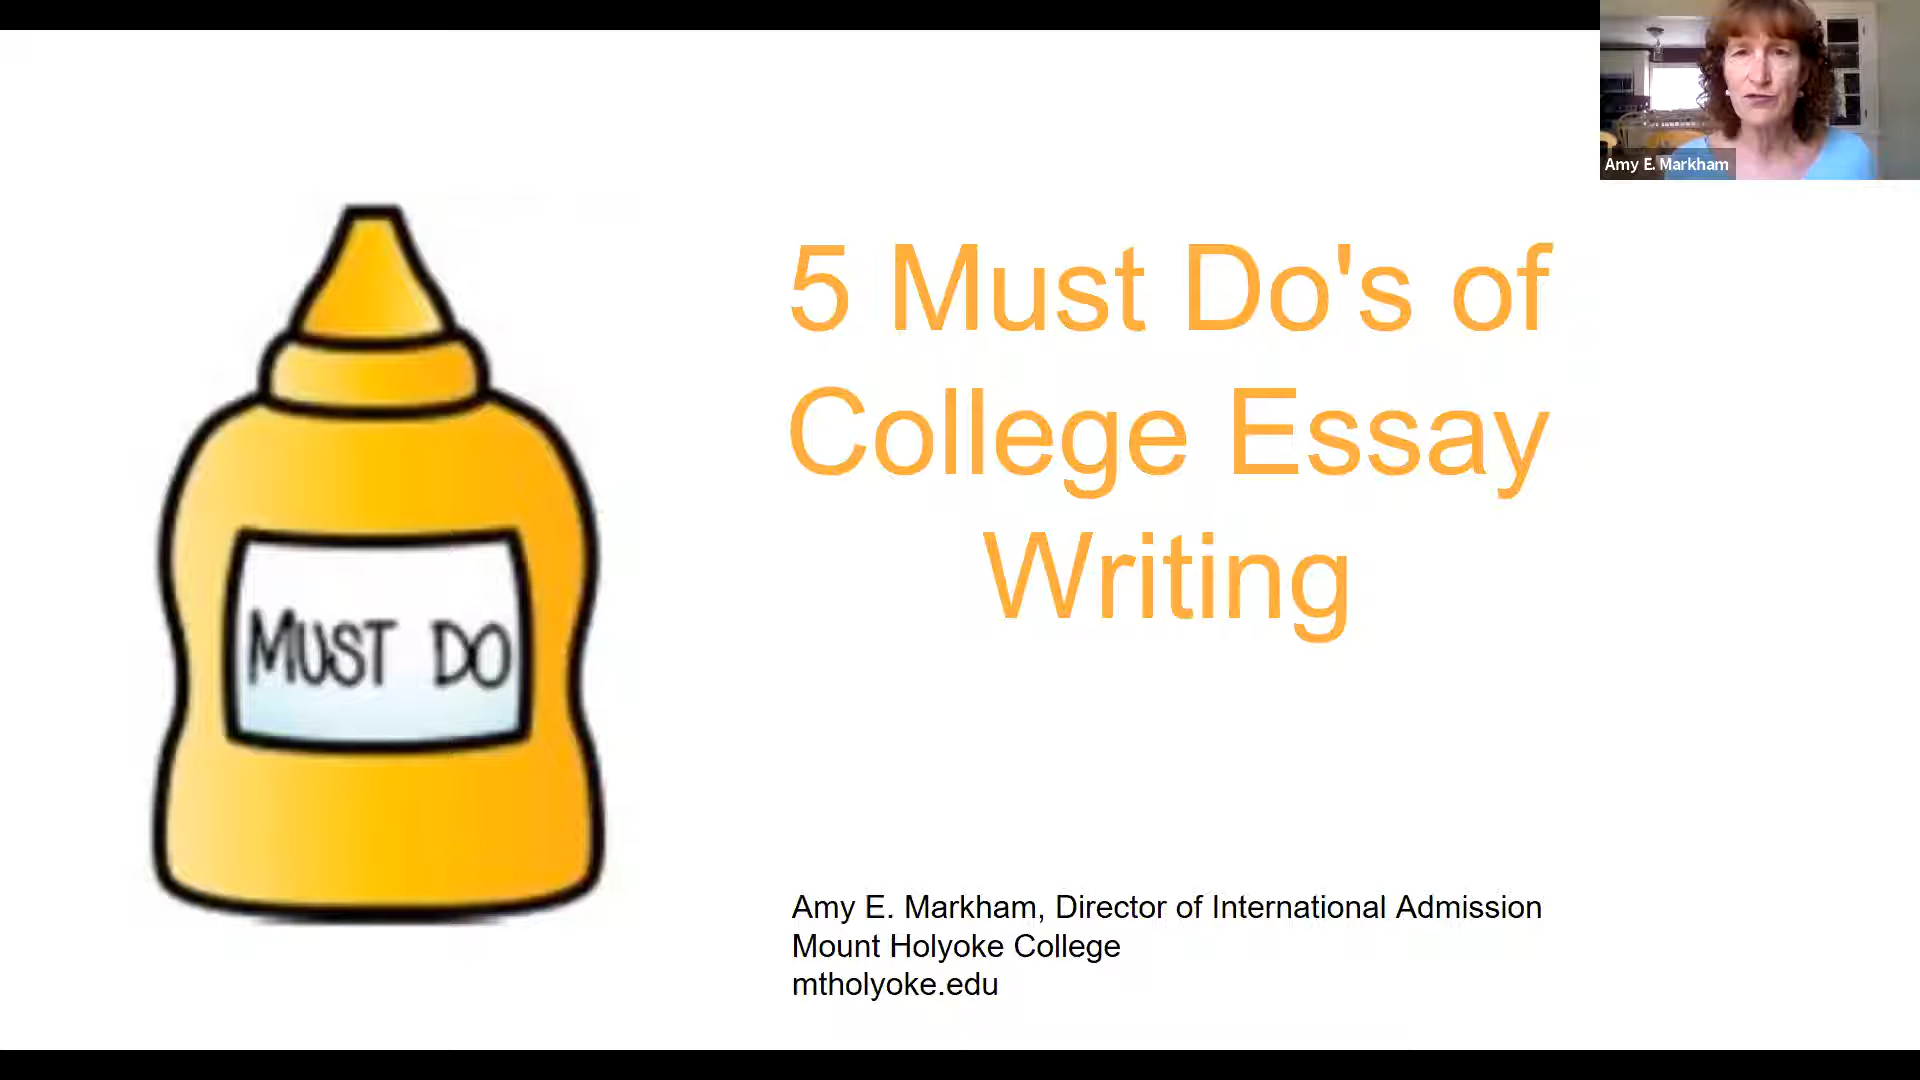 Amy E. Markham
5 Must Do's of
College Essay
Writing
MUST DO
Amy E. Markham, Director of International Admission
Mount Holyoke College
mtholyoke.edu